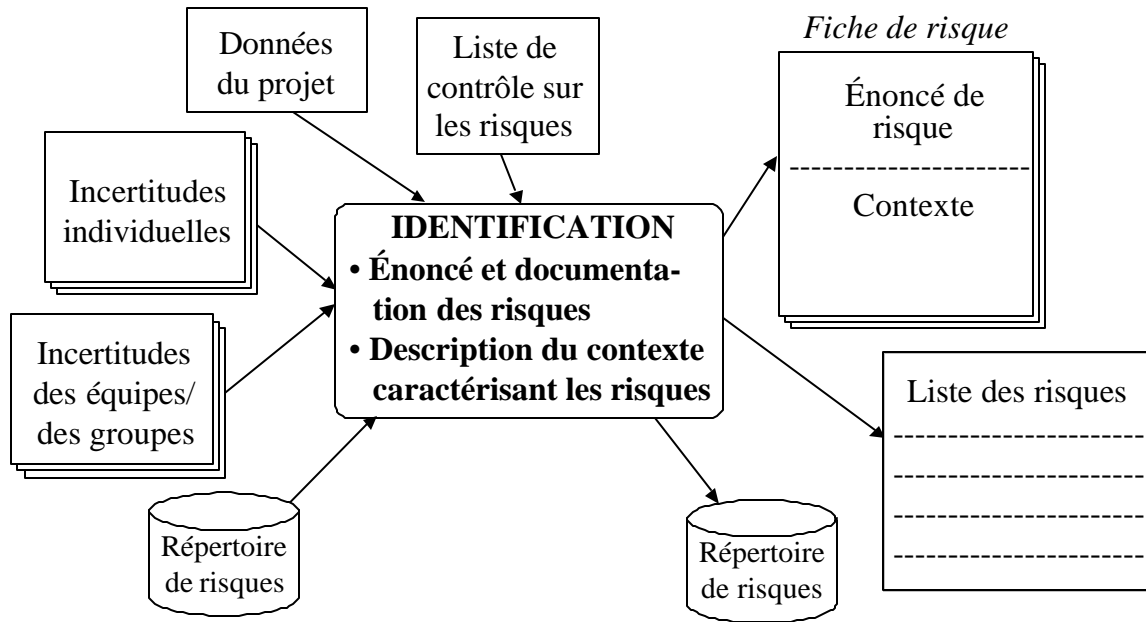 Données
du projet
Liste de
contrôle sur
les risques
Fiche de risque
Énoncé de
risque
Contexte
Incertitudes
individuelles
IDENTIFICATION
• Énoncé et documenta-
tion des risques
• Description du contexte
caractérisant les risques
Incertitudes
des équipes/
des groupes
Liste des risques
Répertoire
de risques
Répertoire
de risques